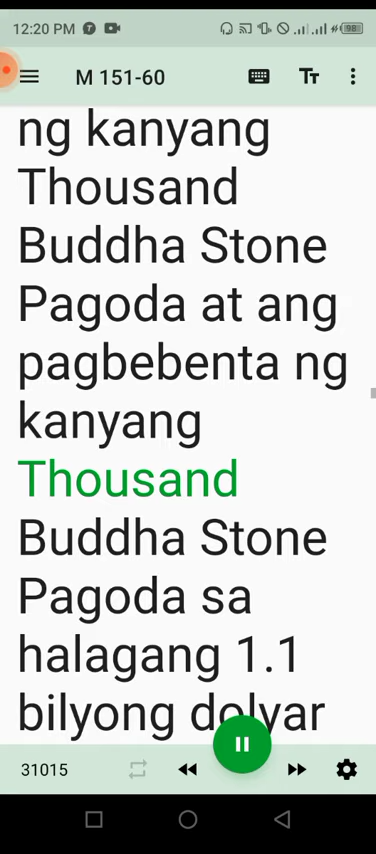 12:20 PM
98
M 151-60
ng kanyang
Thousand
Buddha Stone
Pagoda at ang
pagbebenta ng
kanyang
Thousand
Buddha Stone
Pagoda sa
halagang 1.1
bilyong dolyar
31015